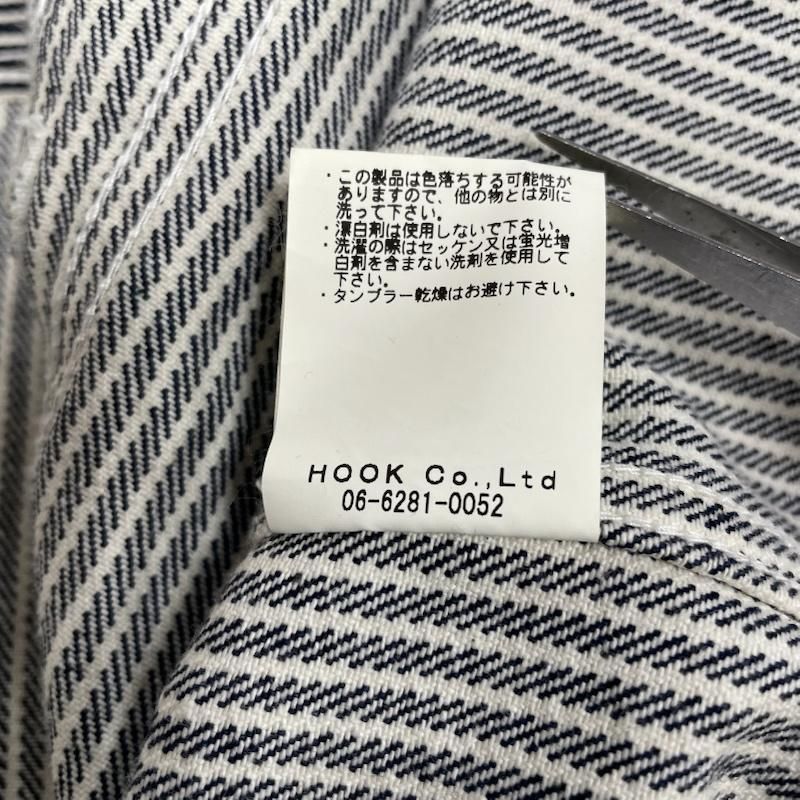 ・この製品は色落ちする可能性が
ありますので、他の物とは別に
洗って下さい。
・漂白剤は使用しないで下さい。
・洗濯の際はセッケン又は蛍光増
白剤を含まない洗剤を使用して
下さい。
・タンブラー乾燥はお避け下さい。
HOOK Co.,Ltd
06-6281-0052